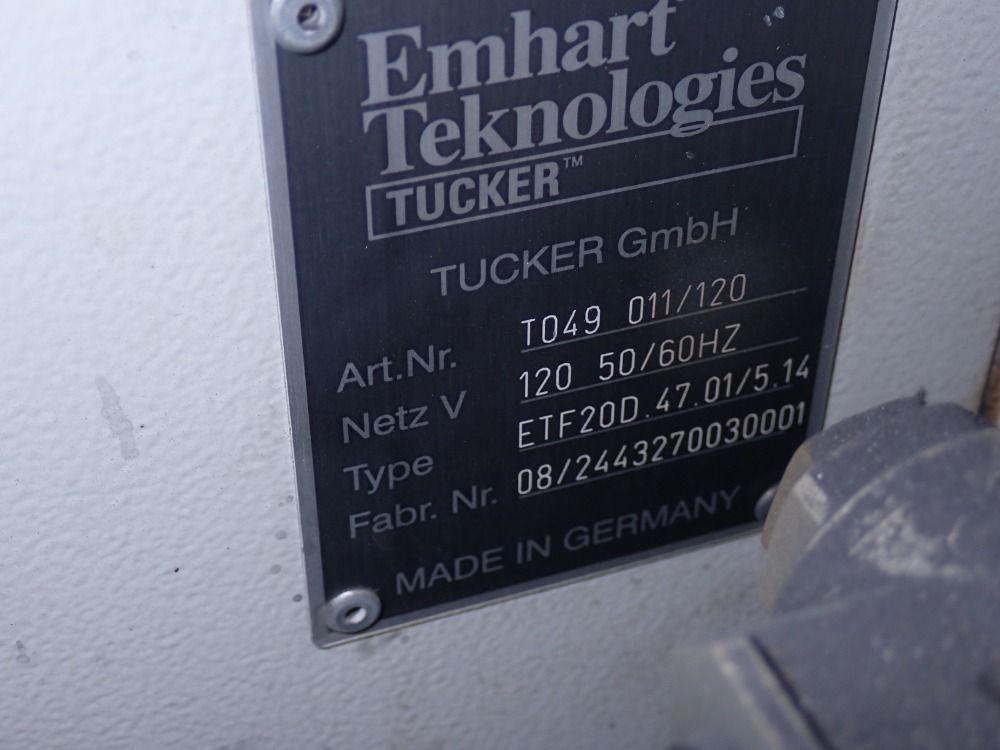 Emhart
Teknologies
TUCKER™
TUCKER GmbH
Art.Nr. T049 011/120
Netz V 120 50/60HZ
Type ETF20D.47.01/5.14
Fabr. Nr. 08/2443270030001
MADE IN GERMANY